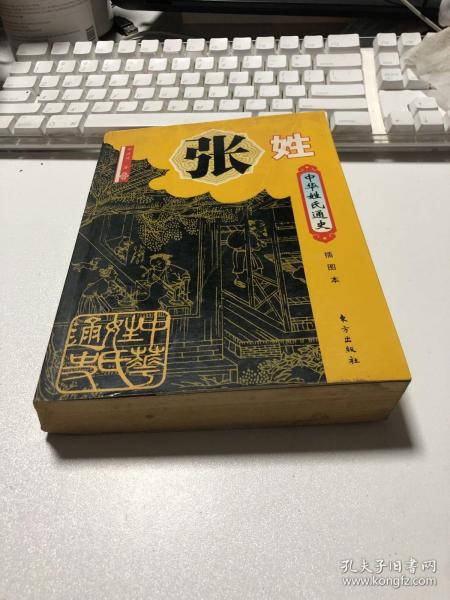 张
姓
中华姓氏通史
插图本
东方出版社
中華
姓氏
通史
孔夫子旧书网
www.kongfz.com